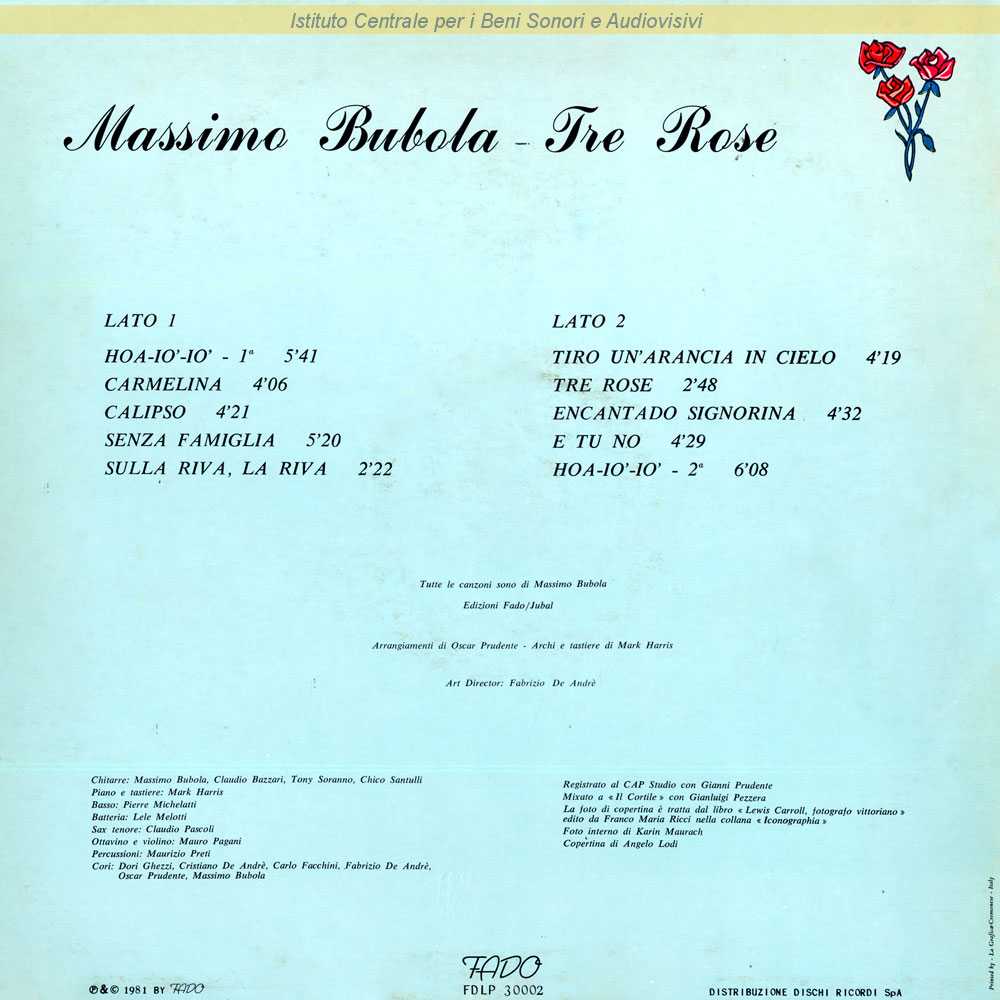 Istituto Centrale per i Beni Sonori e Audiovisivi
Massimo Bubola - Tre Rose
LATO 1
HOA-IO'-IO' - 1ª 5'41
CARMELINA 4'06
CALIPSO 4'21
SENZA FAMIGLIA 5'20
SULLA RIVA, LA RIVA 2'22
LATO 2
TIRO UN'ARANCIA IN CIELO 4'19
TRE ROSE 2'48
ENCANTADO SIGNORINA 4'32
E TU NO 4'29
HOA-IO'-IO' - 2ª 6'08
Tutte le canzoni sono di Massimo Bubola
Edizioni Fado/Jubal
Arrangiamenti di Oscar Prudente - Archi e tastiere di Mark Harris
Art Director: Fabrizio De Andrè
Chitarre: Massimo Bubola, Claudio Bazzari, Tony Soranno, Chico Santulli
Piano e tastiere: Mark Harris
Basso: Pierre Michelatti
Batteria: Lele Melotti
Sax tenore: Claudio Pascoli
Ottavino e violino: Mauro Pagani
Percussioni: Maurizio Preti
Cori: Dori Ghezzi, Cristiano De Andrè, Carlo Facchini, Fabrizio De Andrè,
Oscar Prudente, Massimo Bubola
Registrato al CAP Studio con Gianni Prudente
Mixato a «Il Cortile» con Gianluigi Pezzera
La foto di copertina è tratta dal libro «Lewis Carroll, fotografo vittoriano»
edito da Franco Maria Ricci nella collana «Iconographia»
Foto interno di Karin Maurach
Copertina di Angelo Lodi
℗&© 1981 BY FADO
FADO
FDLP 30002
DISTRIBUZIONE DISCHI RICORDI SpA
Printed by - La Grafica Cremonese - Italy